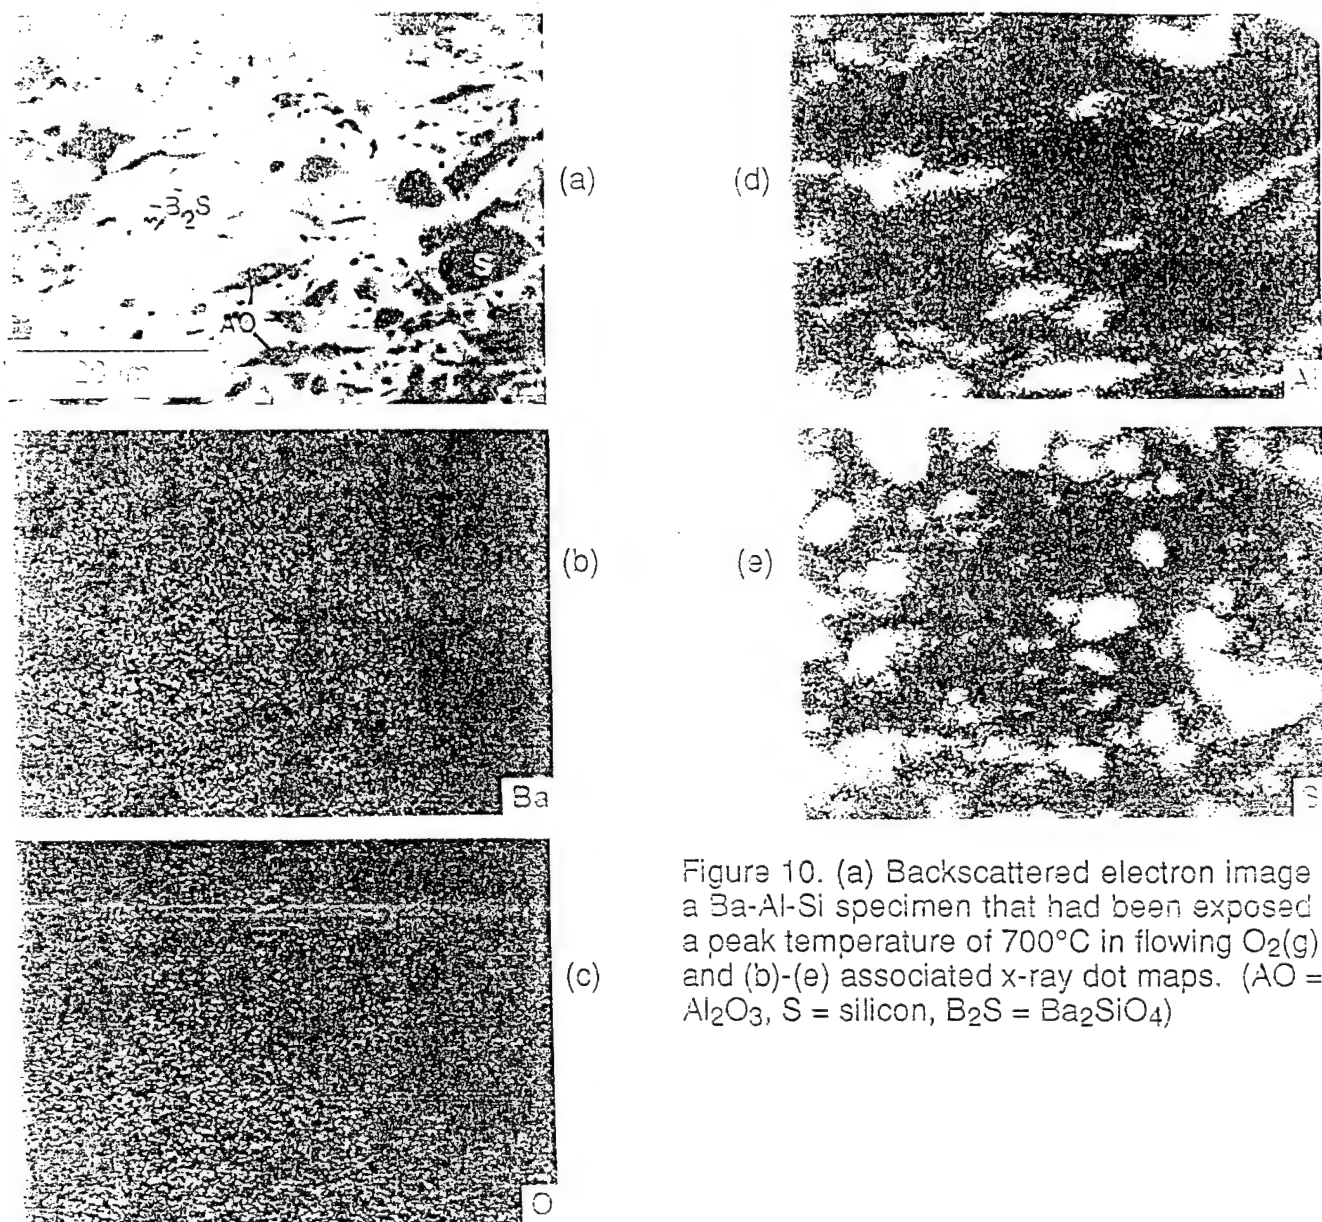 (a)
B2S
S
AO
20
(b)
Ba
(c)
O
(d)
A
(e)
S
Figure 10. (a) Backscattered electron image
a Ba-Al-Si specimen that had been exposed
a peak temperature of 700°C in flowing O2(g)
and (b)-(e) associated x-ray dot maps. (AO =
Al2O3, S = silicon, B2S = Ba2SiO4)